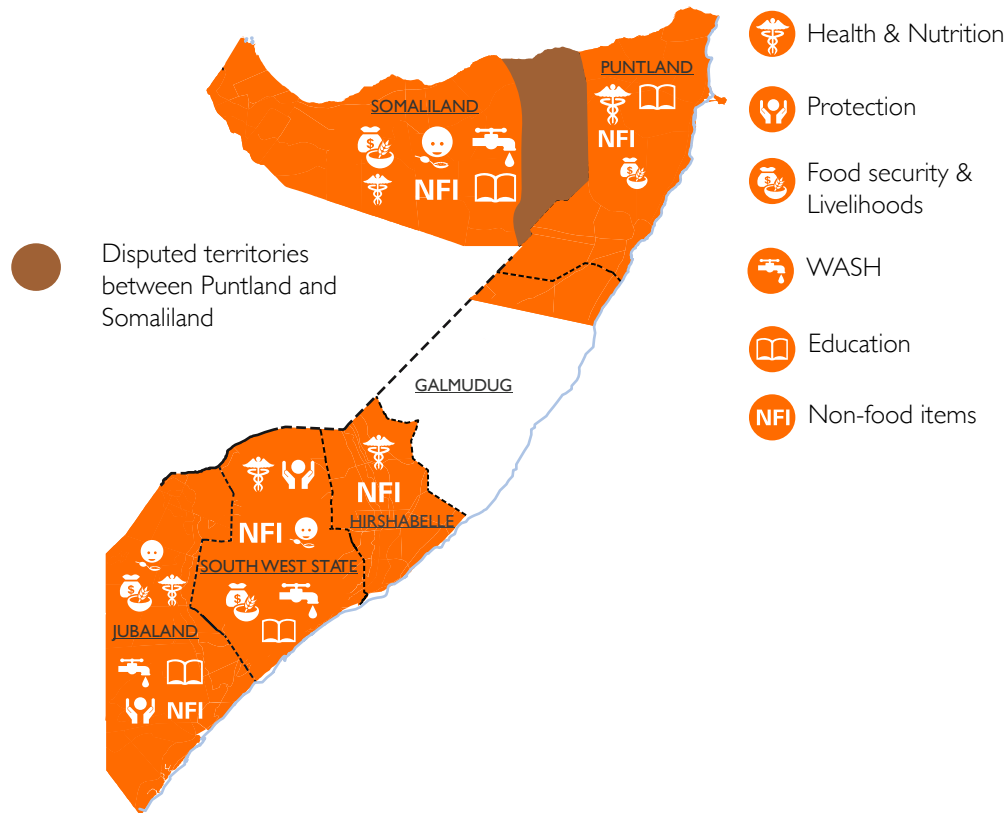 PUNTLAND
NFI
SOMALILAND
NFI
Disputed territories
between Puntland and
Somaliland
GALMUDUG
NFI
HIRSHABELLE
NFI
SOUTH WEST STATE
JUBALAND
NFI
Health & Nutrition
Protection
Food security &
Livelihoods
WASH
Education
NFI Non-food items